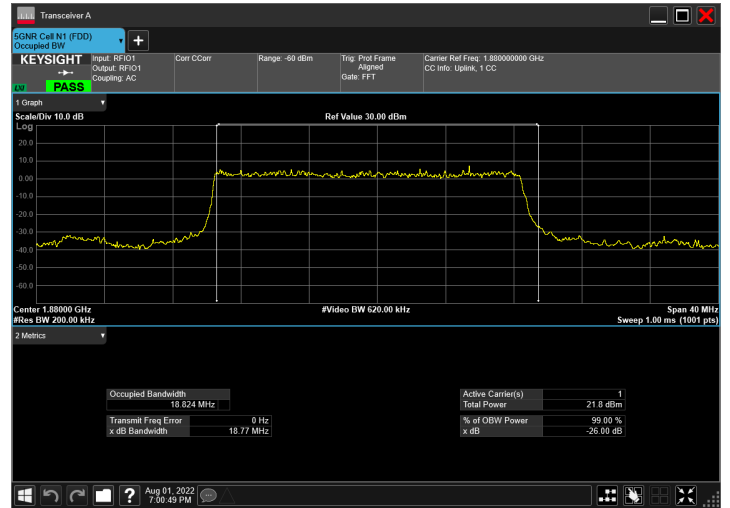 Transceiver A
5GNR Cell N1 (FDD)
Occupied BW
KEYSIGHT
PASS
Input: RFIO1
Output: RFIO1
Coupling: AC
Corr CCorr
Range: -60 dBm
Trig: Prot Frame
Aligned
Gate: FFT
Carrier Ref Freq: 1.880000000 GHz
CC Info: Uplink, 1 CC
1 Graph
Scale/Div 10.0 dB
Ref Value 30.00 dBm
Log
20.0
10.0
0.00
-10.0
-20.0
-30.0
-40.0
-50.0
-60.0
Center 1.88000 GHz
#Video BW 620.00 kHz
Span 40 MHz
#Res BW 200.00 kHz
Sweep 1.00 ms (1001 pts)
2 Metrics
Occupied Bandwidth
18.824 MHz
Transmit Freq Error 0 Hz
x dB Bandwidth 18.77 MHz
Active Carrier(s) 1
Total Power 21.8 dBm
% of OBW Power 99.00 %
x dB -26.00 dB
?
Aug 01, 2022
7:00:49 PM